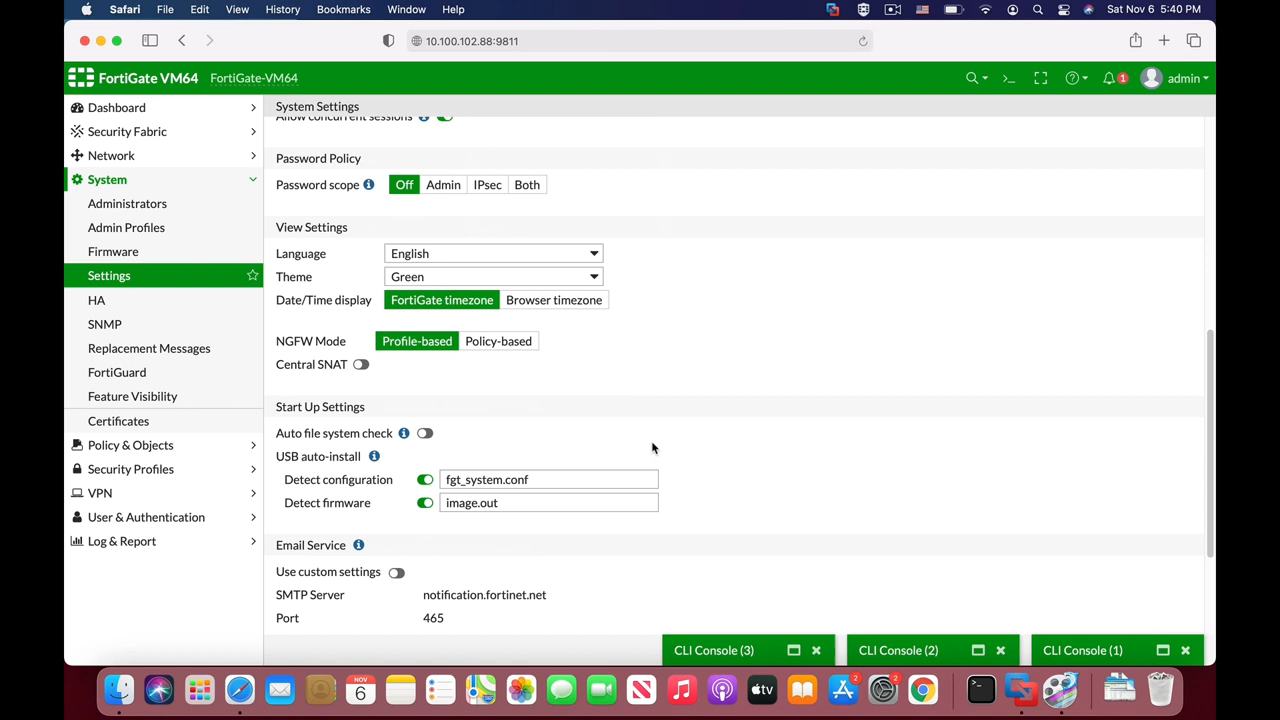 Safari File Edit View History Bookmarks Window Help Sat Nov 6 5:40 PM
10.100.102.88:9811
FortiGate VM64 FortiGate-VM64 >_ 1 admin
Dashboard
Security Fabric
Network
System
Administrators
Admin Profiles
Firmware
Settings
HA
SNMP
Replacement Messages
FortiGuard
Feature Visibility
Certificates
Policy & Objects
Security Profiles
VPN
User & Authentication
Log & Report
System Settings
Allow concurrent sessions
Password Policy
Password scope Off Admin IPsec Both
View Settings
Language English
Theme Green
Date/Time display FortiGate timezone Browser timezone
NGFW Mode Profile-based Policy-based
Central SNAT
Start Up Settings
Auto file system check
USB auto-install
Detect configuration fgt_system.conf
Detect firmware image.out
Email Service
Use custom settings
SMTP Server notification.fortinet.net
Port 465
CLI Console (3) CLI Console (2) CLI Console (1)
NOV
6
tv
2
2